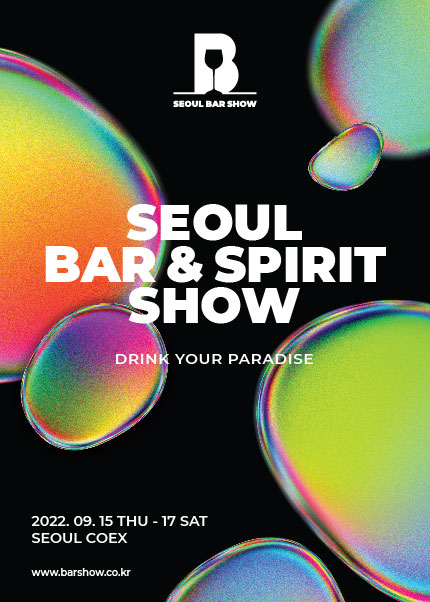 B
SEOUL BAR SHOW
SEOUL
BAR & SPIRIT
SHOW
DRINK YOUR PARADISE
2022. 09. 15 THU - 17 SAT
SEOUL COEX
www.barshow.co.kr